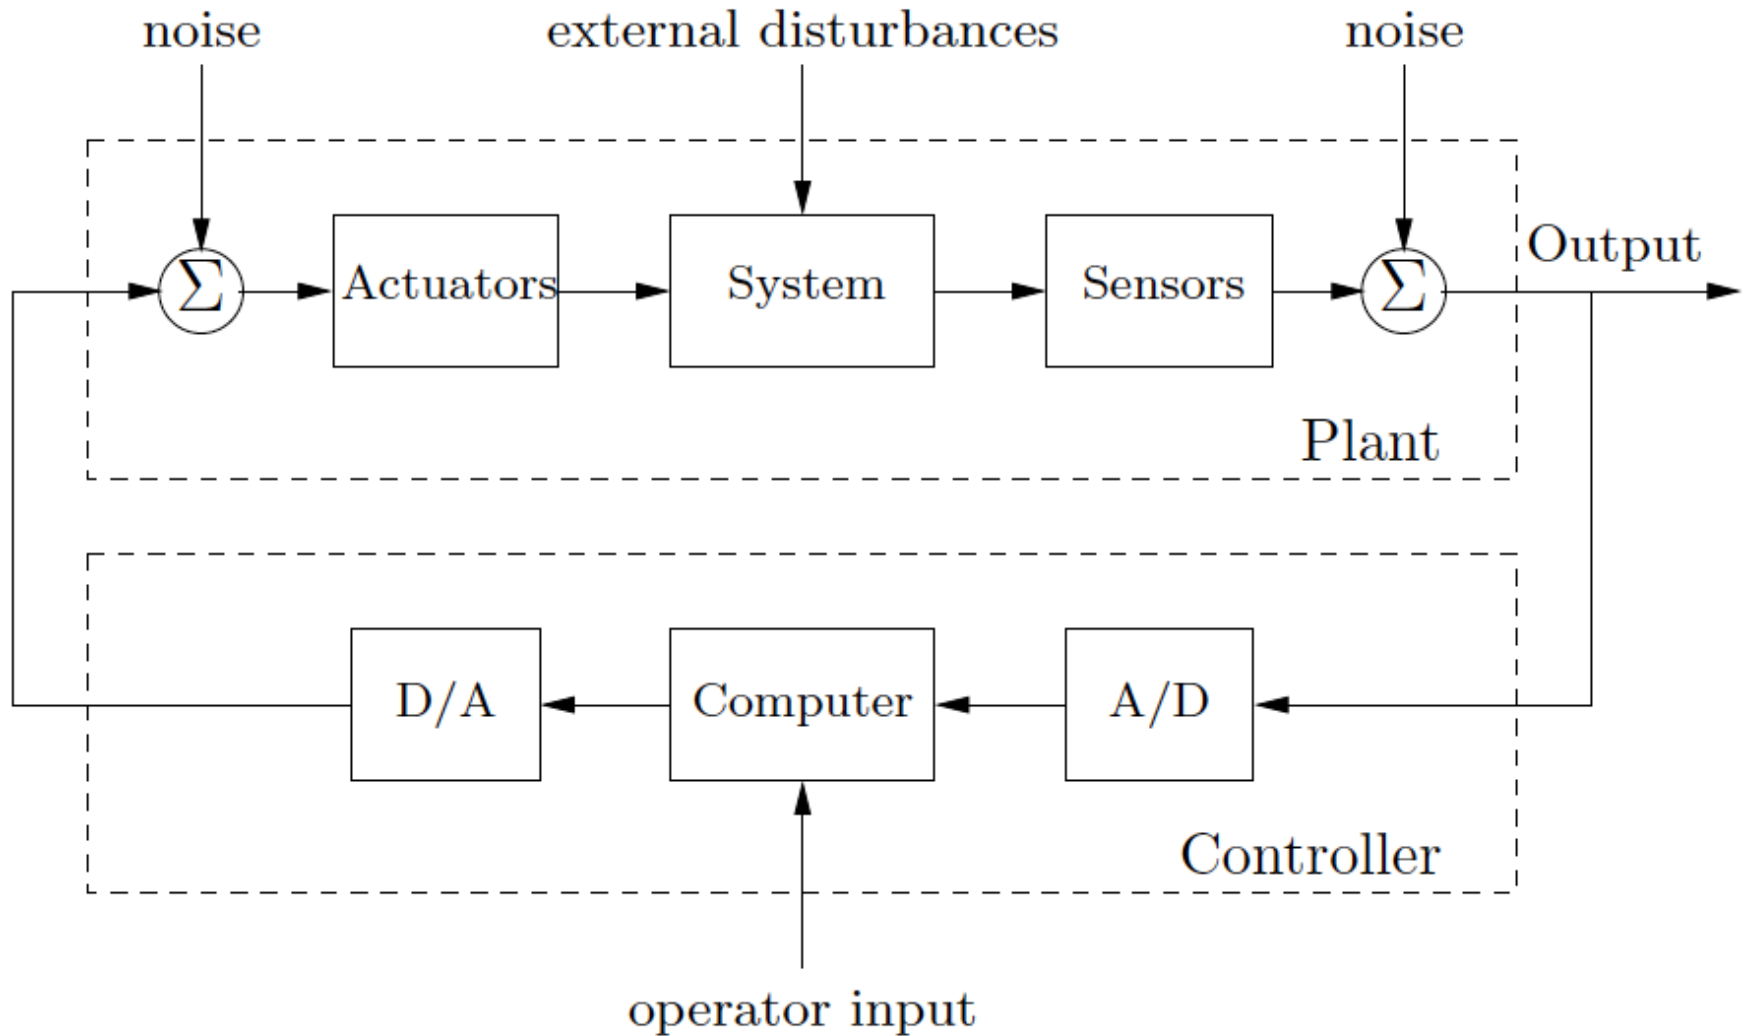 noise
external disturbances
noise
Σ
Actuators
System
Sensors
Σ
Output
Plant
D/A
Computer
A/D
Controller
operator input